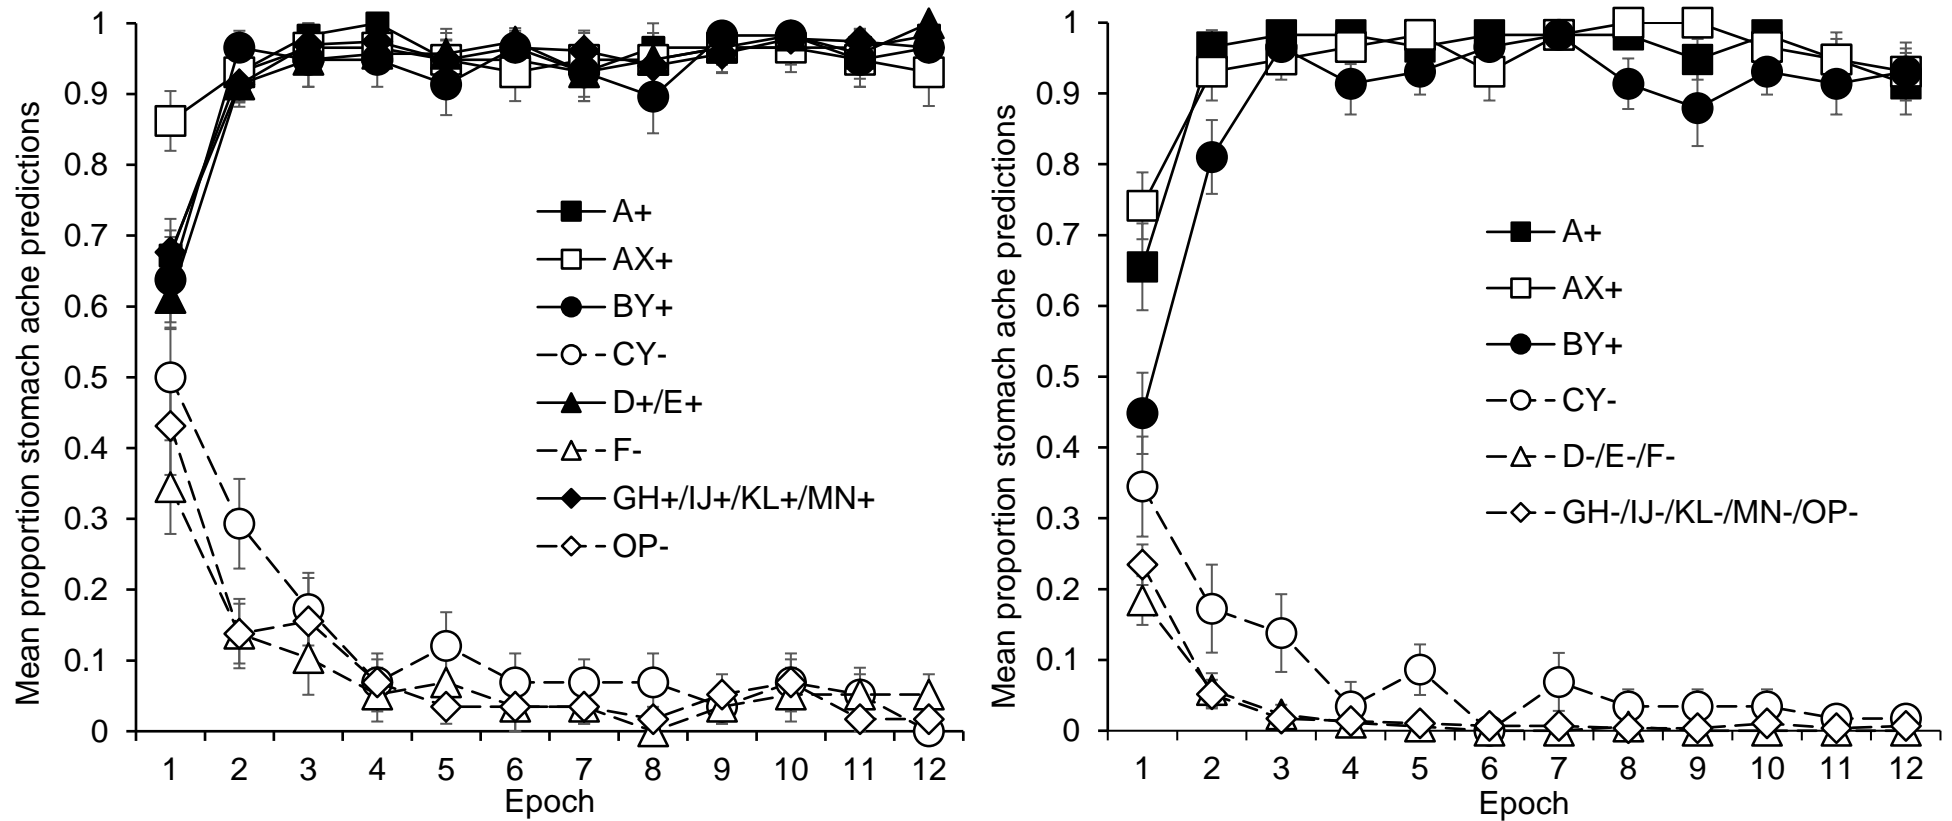 Mean proportion stomach ache predictions
1
0.9
0.8
0.7
0.6
0.5
0.4
0.3
0.2
0.1
0
1 2 3 4 5 6 7 8 9 10 11 12
Epoch
A+
AX+
BY+
CY-
D+/E+
F-
GH+/IJ+/KL+/MN+
OP-
Mean proportion stomach ache predictions
1
0.9
0.8
0.7
0.6
0.5
0.4
0.3
0.2
0.1
0
1 2 3 4 5 6 7 8 9 10 11 12
Epoch
A+
AX+
BY+
CY-
D-/E-/F-
GH-/IJ-/KL-/MN-/OP-